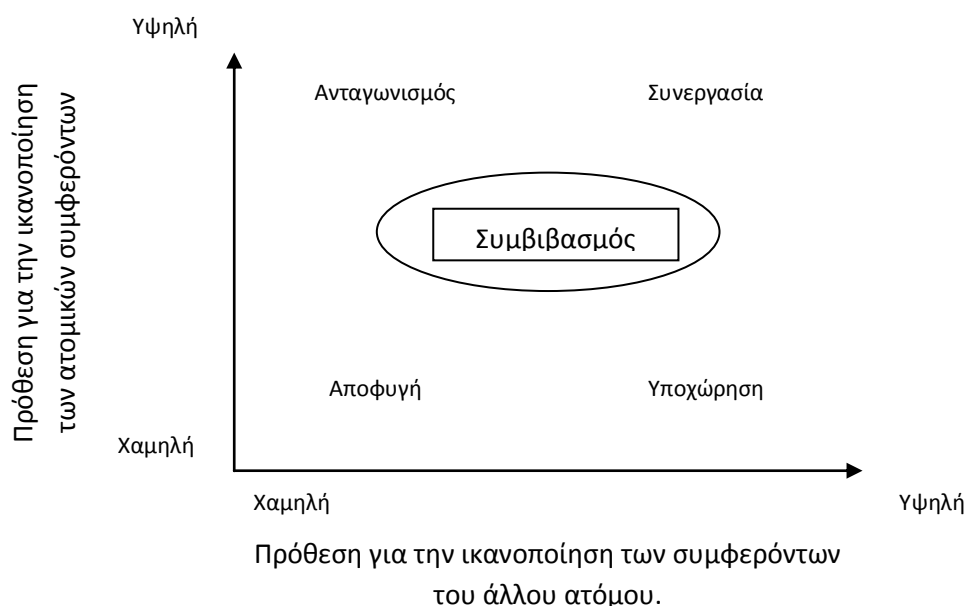 Υψηλή
Πρόθεση για την ικανοποίηση
των ατομικών συμφερόντων
Ανταγωνισμός
Συνεργασία
Συμβιβασμός
Αποφυγή
Υποχώρηση
Χαμηλή
Χαμηλή
Υψηλή
Πρόθεση για την ικανοποίηση των συμφερόντων
του άλλου ατόμου.